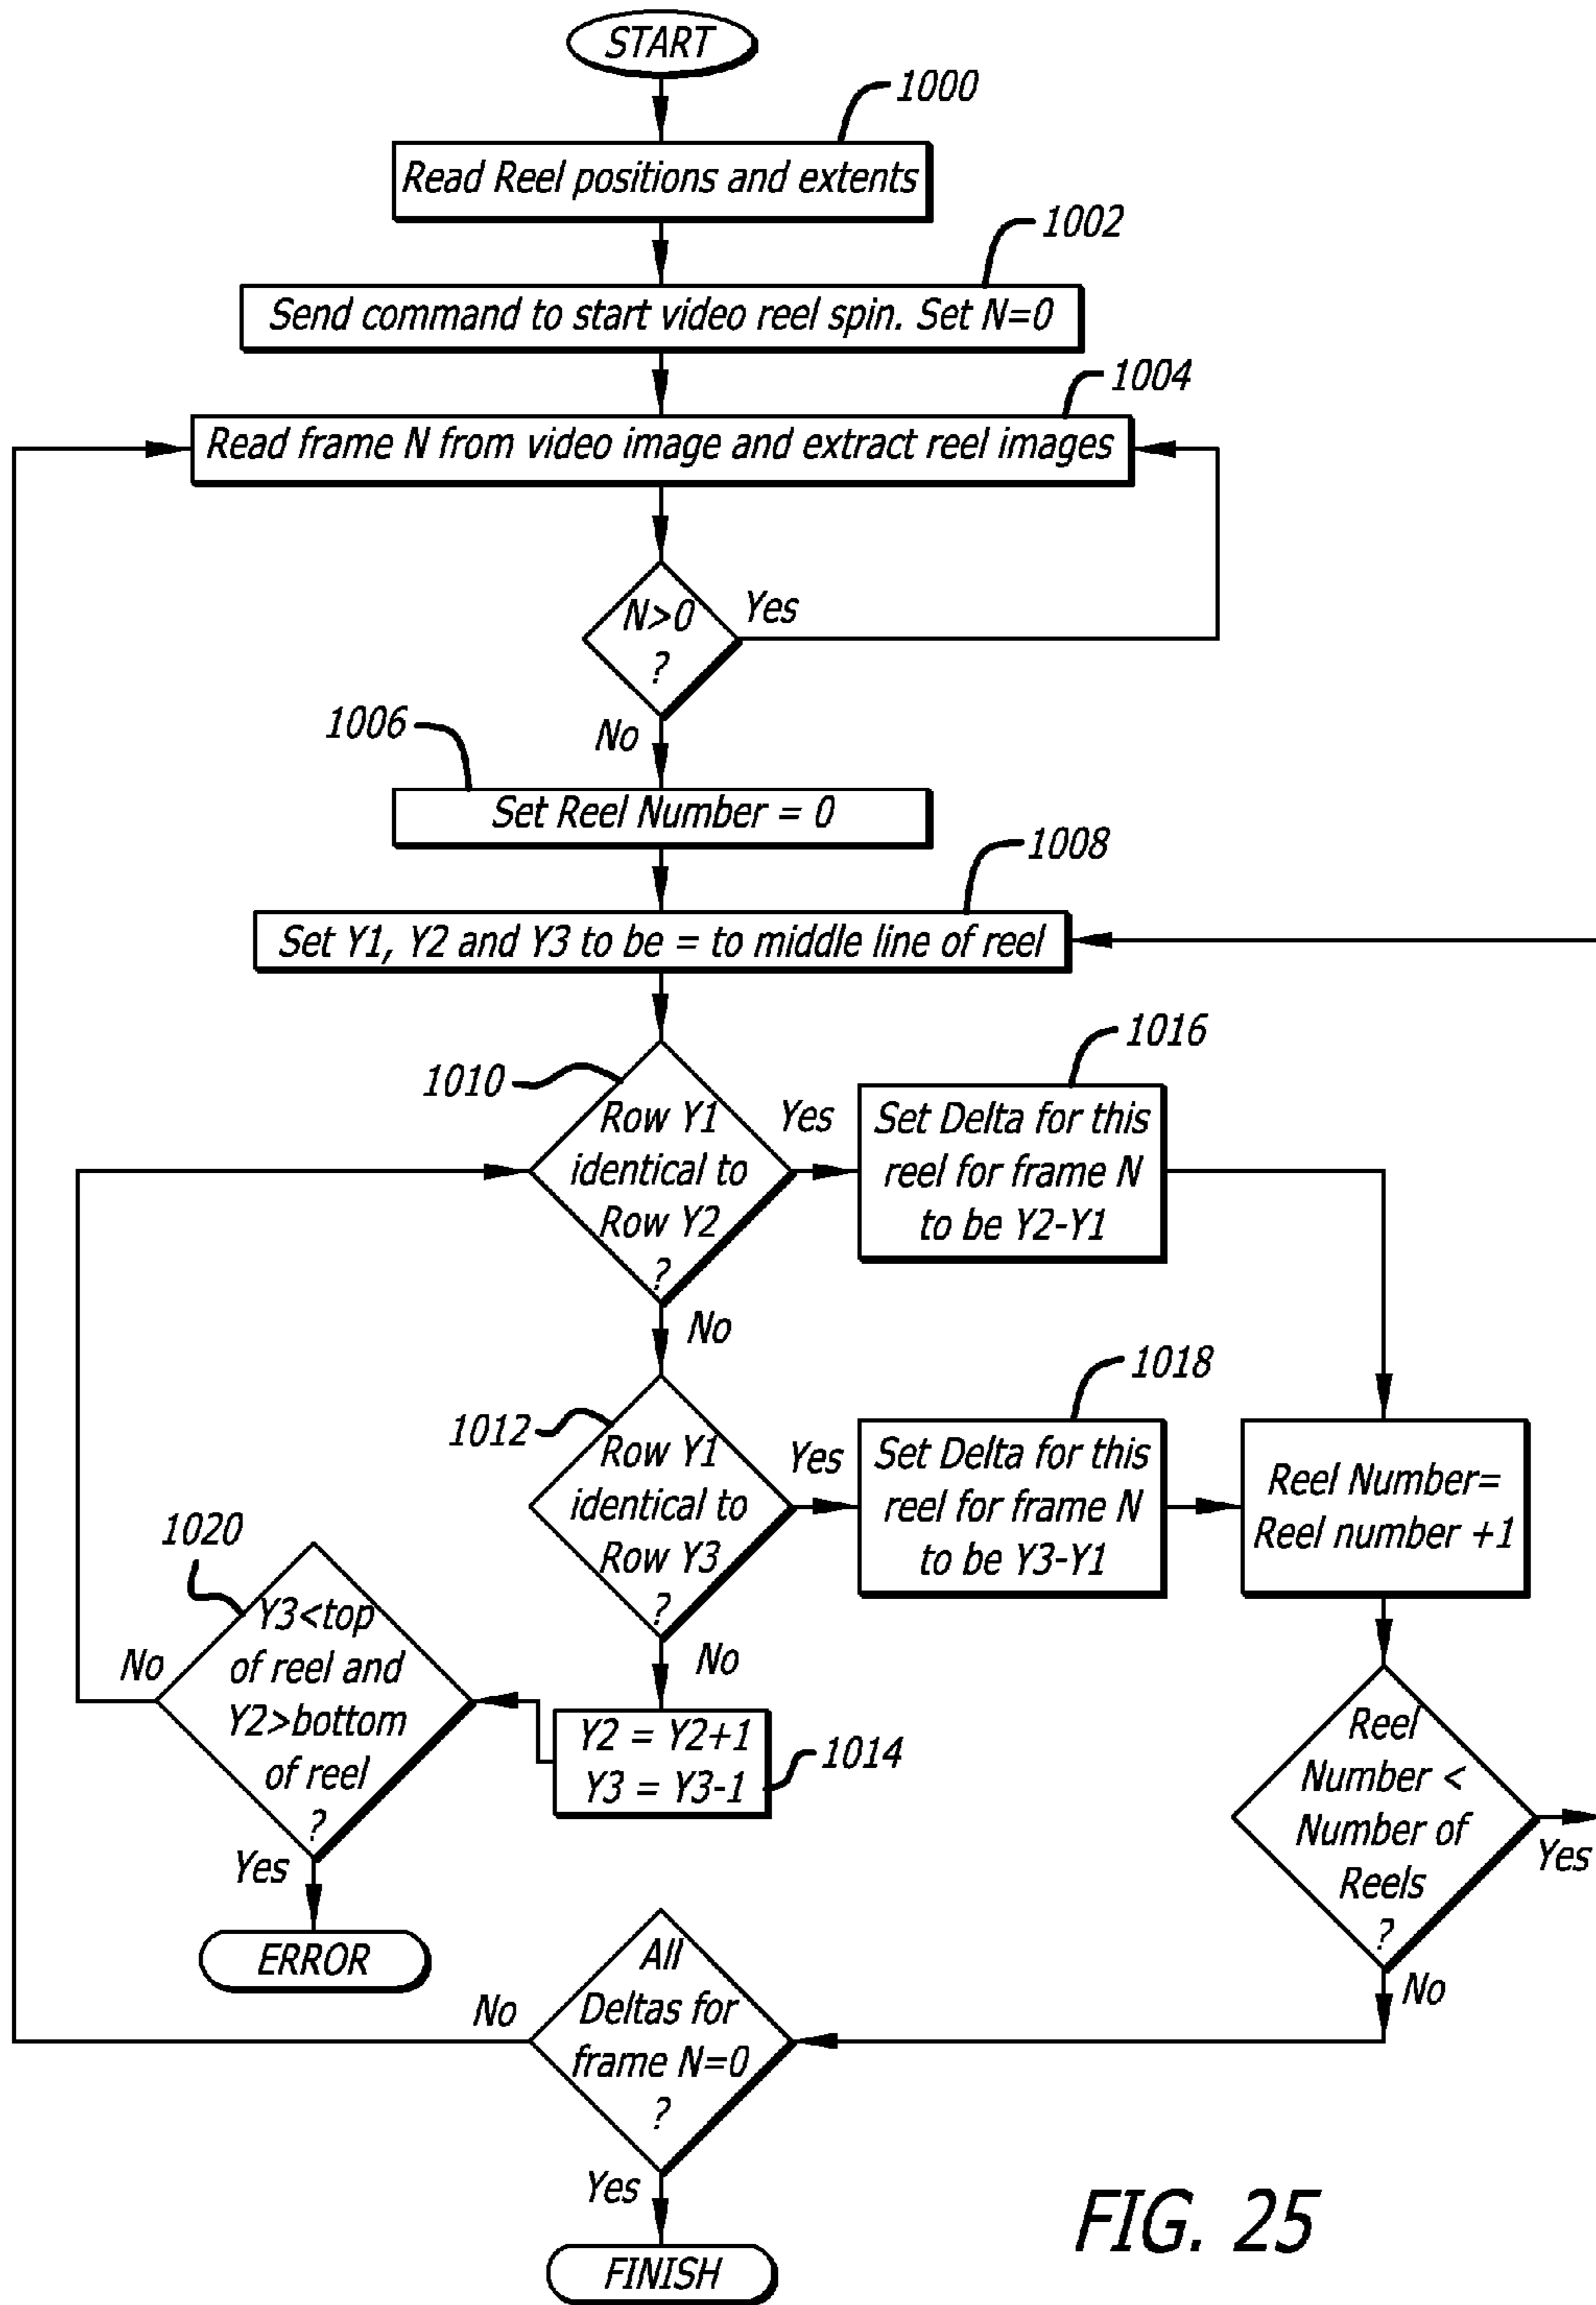 START
1000
Read Reel positions and extents
1002
Send command to start video reel spin. Set N=0
1004
Read frame N from video image and extract reel images
N>0
?
Yes
No
1006
Set Reel Number = 0
1008
Set Y1, Y2 and Y3 to be = to middle line of reel
1010
Row Y1
identical to
Row Y2
?
Yes
1016
Set Delta for this
reel for frame N
to be Y2-Y1
No
1012
Row Y1
identical to
Row Y3
?
Yes
1018
Set Delta for this
reel for frame N
to be Y3-Y1
Reel Number=
Reel number +1
No
1020
Y3<top
of reel and
Y2>bottom
of reel
?
No
Y2 = Y2+1
Y3 = Y3-1
1014
Yes
ERROR
Reel
Number <
Number of
Reels
?
Yes
No
All
Deltas for
frame N=0
?
No
Yes
FINISH
FIG. 25